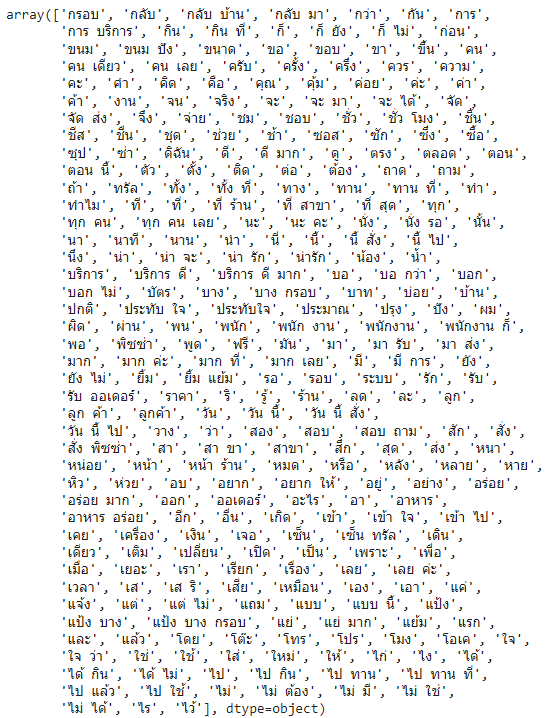 array(['กรอบ', 'กลับ', 'กลับ บ้าน', 'กลับ มา', 'กว่า', 'กัน', 'การ',
'การ บริการ', 'กิน', 'กิน ที่', 'ก็', 'ก็ ยัง', 'ก็ ไม่', 'ก่อน',
'ขนม', 'ขนม ปัง', 'ขนาด', 'ขอ', 'ขอบ', 'ขา', 'ขึ้น', 'คน',
'คน เดียว', 'คน เลย', 'ครับ', 'ครั้ง', 'ครึ่ง', 'ควร', 'ความ',
'คะ', 'คำ', 'คิด', 'คือ', 'คุณ', 'คุ้ม', 'ค่อย', 'ค่ะ', 'ค่า',
'ค้า', 'งาน', 'จน', 'จริง', 'จะ', 'จะ มา', 'จะ ได้', 'จัด',
'จัด ส่ง', 'จึง', 'จ่าย', 'ชม', 'ชอบ', 'ชั่ว', 'ชั่ว โมง', 'ชิ้น',
'ชีส', 'ชื่น', 'ชุด', 'ช่วย', 'ช้า', 'ซอส', 'ซัก', 'ซึ่ง', 'ซื้อ',
'ซุป', 'ซ่า', 'ดิฉัน', 'ดี', 'ดี มาก', 'ดู', 'ตรง', 'ตลอด', 'ตอน',
'ตอน นี้', 'ตัว', 'ตั้ง', 'ติด', 'ต่อ', 'ต้อง', 'ถาด', 'ถาม',
'ถ้า', 'ทรัล', 'ทั้ง', 'ทั้ง ที่', 'ทาง', 'ทาน', 'ทาน ที่', 'ทำ',
'ทำไม', 'ที', 'ที่', 'ที่ ร้าน', 'ที่ สาขา', 'ที่ สุด', 'ทุก',
'ทุก คน', 'ทุก คน เลย', 'นะ', 'นะ คะ', 'นั่ง', 'นั่ง รอ', 'นั้น',
'นา', 'นาที', 'นาน', 'นำ', 'นี่', 'นี้', 'นี้ สั่ง', 'นี้ ไป',
'นึง', 'น่า', 'น่า จะ', 'น่า รัก', 'น่ารัก', 'น้อง', 'น้ำ',
'บริการ', 'บริการ ดี', 'บริการ ดี มาก', 'บอ', 'บอ กว่า', 'บอก',
'บอก ไม่', 'บัตร', 'บาง', 'บาง กรอบ', 'บาท', 'บ่อย', 'บ้าน',
'ปกติ', 'ประทับ ใจ', 'ประทับใจ', 'ประมาณ', 'ปรุง', 'ปัง', 'ผม',
'ผิด', 'ผ่าน', 'พน', 'พนัก', 'พนัก งาน', 'พนักงาน', 'พนักงาน ก็',
'พอ', 'พิซซ่า', 'พูด', 'ฟรี', 'มัน', 'มา', 'มา รับ', 'มา ส่ง',
'มาก', 'มาก ค่ะ', 'มาก ที่', 'มาก เลย', 'มี', 'มี การ', 'ยัง',
'ยัง ไม่', 'ยิ้ม', 'ยิ้ม แย้ม', 'รอ', 'รอบ', 'ระบบ', 'รัก', 'รับ',
'รับ ออเดอร์', 'ราคา', 'ริ', 'รู้', 'ร้าน', 'ลด', 'ละ', 'ลูก',
'ลูก ค้า', 'ลูกค้า', 'วัน', 'วัน นี้', 'วัน นี้ สั่ง',
'วัน นี้ ไป', 'วาง', 'ว่า', 'สอง', 'สอบ', 'สอบ ถาม', 'สัก', 'สั่ง',
'สั่ง พิซซ่า', 'สา', 'สา ขา', 'สาขา', 'สึก', 'สุด', 'ส่ง', 'หนา',
'หน่อย', 'หน้า', 'หน้า ร้าน', 'หมด', 'หรือ', 'หลัง', 'หลาย', 'หาย',
'หิว', 'ห่วย', 'อบ', 'อยาก', 'อยาก ให้', 'อยู่', 'อย่าง', 'อร่อย',
'อร่อย มาก', 'ออก', 'ออเดอร์', 'อะไร', 'อา', 'อาหาร',
'อาหาร อร่อย', 'อีก', 'อื่น', 'เกิด', 'เข้า', 'เข้า ใจ', 'เข้า ไป',
'เคย', 'เครื่อง', 'เงิน', 'เจอ', 'เซ็น', 'เซ็น ทรัล', 'เดิน',
'เดียว', 'เติม', 'เปลี่ยน', 'เปิด', 'เป็น', 'เพราะ', 'เพื่อ',
'เมื่อ', 'เยอะ', 'เรา', 'เรียก', 'เรื่อง', 'เลย', 'เลย ค่ะ',
'เวลา', 'เส', 'เส ริ', 'เสีย', 'เหมือน', 'เอง', 'เอา', 'แค่',
'แจ้ง', 'แต่', 'แต่ ไม่', 'แถม', 'แบบ', 'แบบ นี้', 'แป้ง',
'แป้ง บาง', 'แป้ง บาง กรอบ', 'แย่', 'แย่ มาก', 'แย้ม', 'แรก',
'และ', 'แล้ว', 'โดย', 'โต๊ะ', 'โทร', 'โปร', 'โมง', 'โอเค', 'ใจ',
'ใจ ว่า', 'ใช่', 'ใช้', 'ใส่', 'ใหม่', 'ให้', 'ไก่', 'ไง', 'ได้',
'ได้ กิน', 'ได้ ไม่', 'ไป', 'ไป กิน', 'ไป ทาน', 'ไป ทาน ที่',
'ไป แล้ว', 'ไป ใช้', 'ไม่', 'ไม่ ต้อง', 'ไม่ มี', 'ไม่ ใช่',
'ไม่ ได้', 'ไร', 'ไว้'], dtype=object)